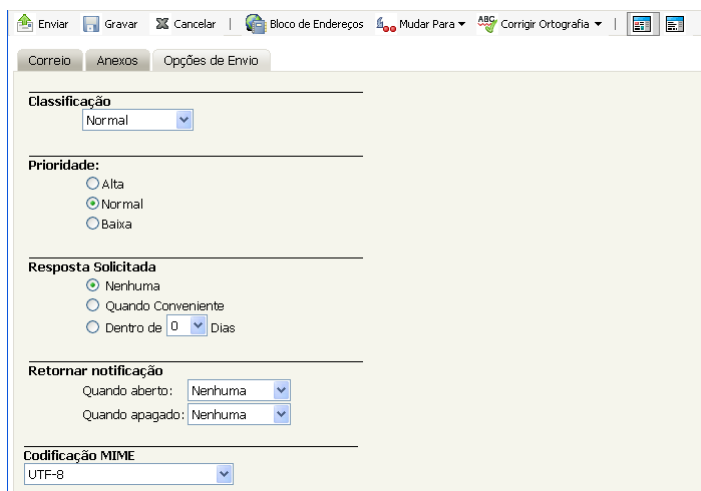 Enviar Gravar Cancelar | Bloco de Endereços Mudar Para ABC Corrigir Ortografia |
Correio Anexos Opções de Envio
Classificação
Normal
Prioridade:
Alta
Normal
Baixa
Resposta Solicitada
Nenhuma
Quando Conveniente
Dentro de 0 Dias
Retornar notificação
Quando aberto: Nenhuma
Quando apagado: Nenhuma
Codificação MIME
UTF-8